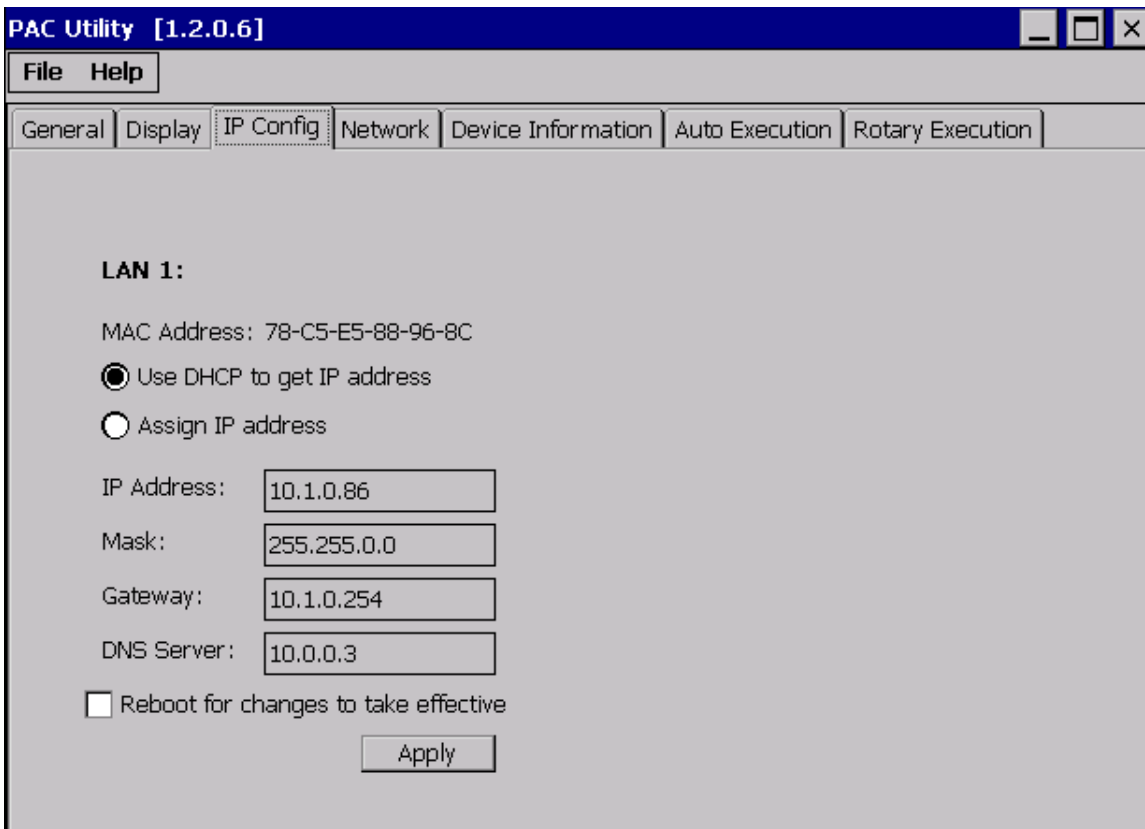 PAC Utility [1.2.0.6]
File Help
General Display IP Config Network Device Information Auto Execution Rotary Execution
LAN 1:
MAC Address: 78-C5-E5-88-96-8C
Use DHCP to get IP address
Assign IP address
IP Address: 10.1.0.86
Mask: 255.255.0.0
Gateway: 10.1.0.254
DNS Server: 10.0.0.3
Reboot for changes to take effective
Apply